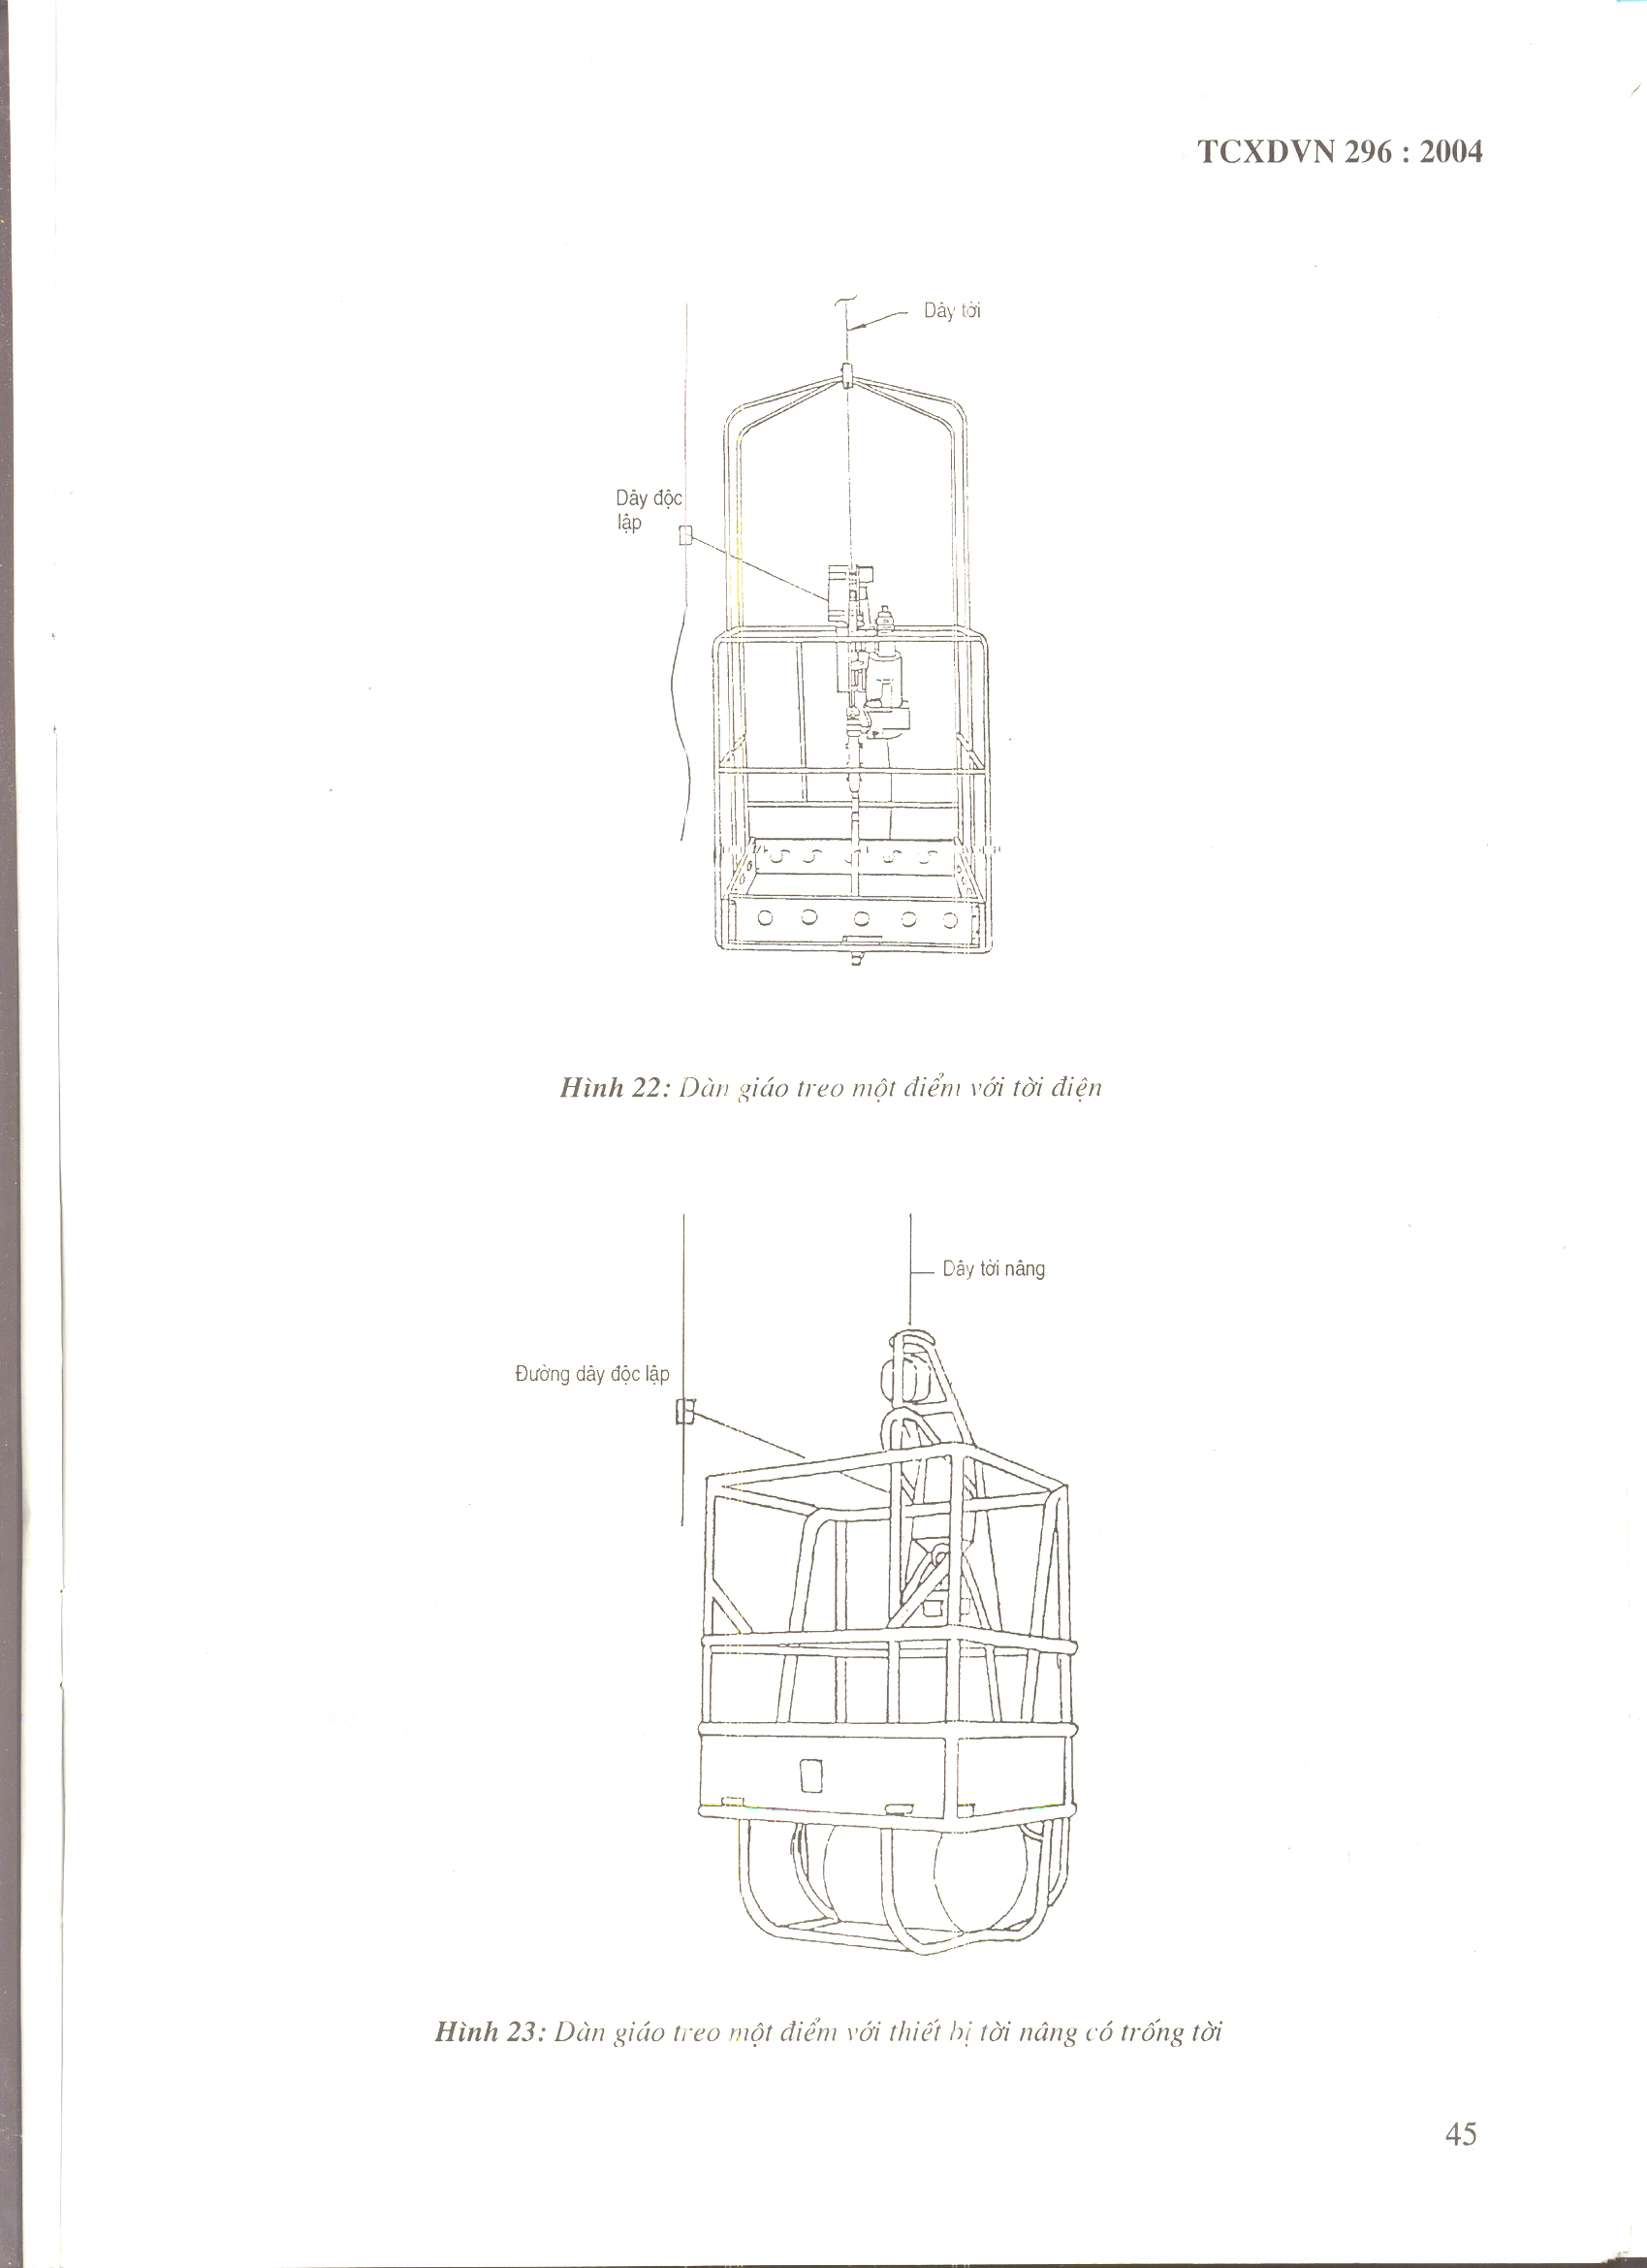 TCXDVN 296 : 2004
Dây tời
Dây độc
lập
Hình 22: Dàn giáo treo một điểm với tời điện
Dây tời nâng
Đường dây độc lập
Hình 23: Dàn giáo treo một điểm với thiết bị tời nâng có trống tời
45